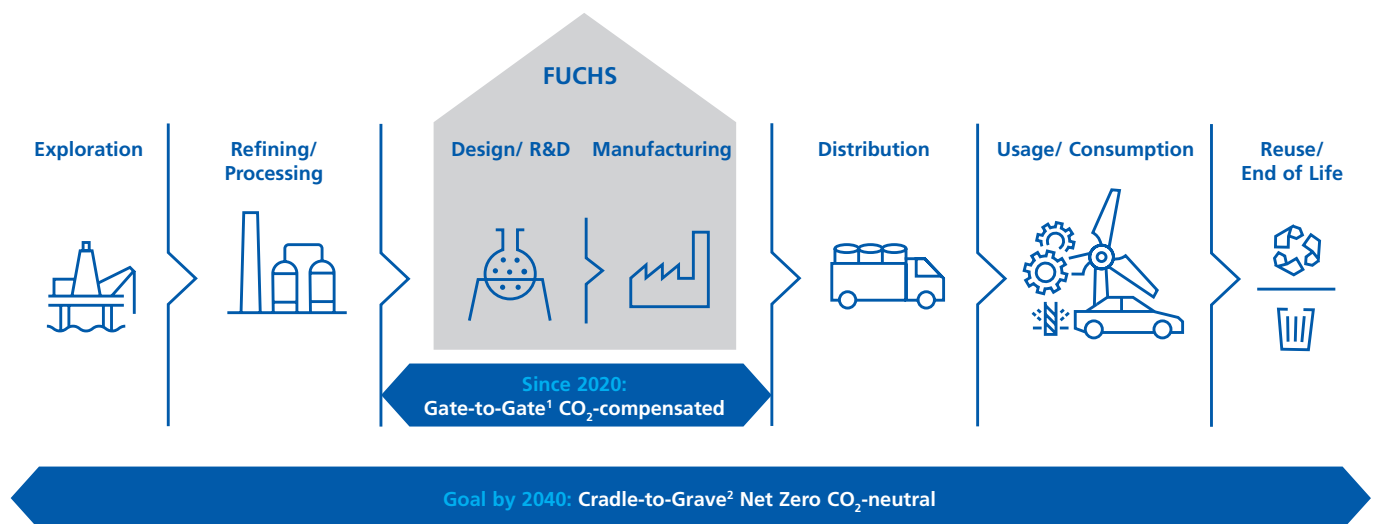 FUCHS
Exploration
Refining/
Processing
Design/ R&D
Manufacturing
Distribution
Usage/ Consumption
Reuse/
End of Life
Since 2020:
Gate-to-Gate¹ CO₂-compensated
Goal by 2040: Cradle-to-Grave² Net Zero CO₂-neutral